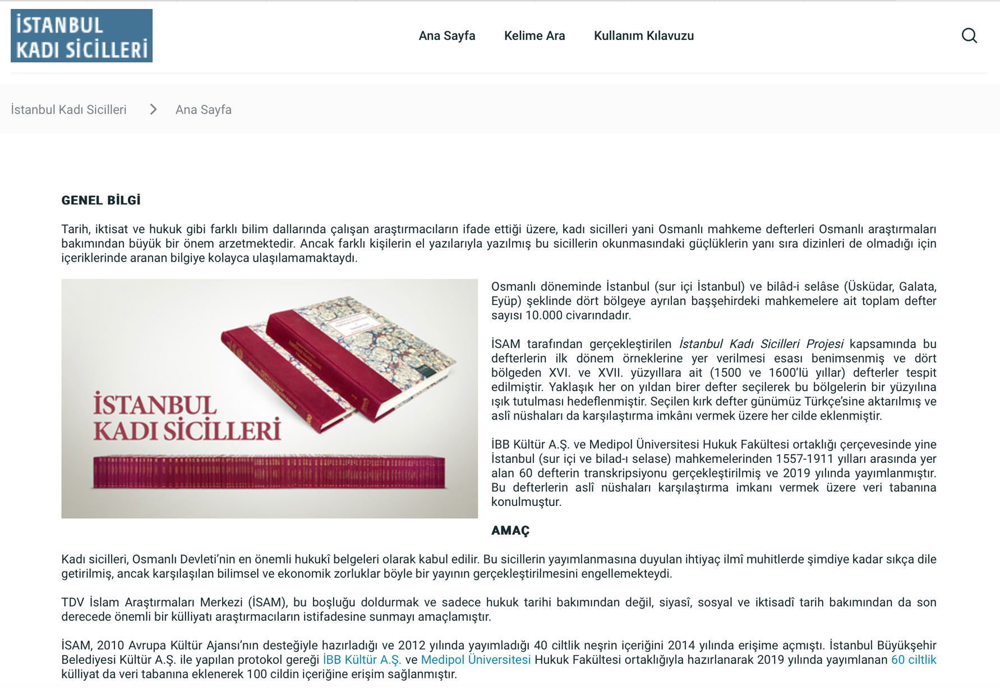 İSTANBUL
KADI SİCİLLERİ
Ana Sayfa
Kelime Ara
Kullanım Kılavuzu
İstanbul Kadı Sicilleri
Ana Sayfa
GENEL BİLGİ
Tarih, iktisat ve hukuk gibi farklı bilim dallarında çalışan araştırmacıların ifade ettiği üzere, kadı sicilleri yani Osmanlı mahkeme defterleri Osmanlı araştırmaları
bakımından büyük bir önem arzetmektedir. Ancak farklı kişilerin el yazılarıyla yazılmış bu sicillerin okunmasındaki güçlüklerin yanı sıra dizinleri de olmadığı için
içeriklerinde aranan bilgiye kolayca ulaşılamamaktaydı.
İSTANBUL
KADI SİCİLLERİ
Osmanlı döneminde İstanbul (sur içi İstanbul) ve bilâd-i selâse (Üsküdar, Galata,
Eyüp) şeklinde dört bölgeye ayrılan başşehirdeki mahkemelere ait toplam defter
sayısı 10.000 civarındadır.
İSAM tarafından gerçekleştirilen İstanbul Kadı Sicilleri Projesi kapsamında bu
defterlerin ilk dönem örneklerine yer verilmesi esası benimsenmiş ve dört
bölgeden XVI. ve XVII. yüzyıllara ait (1500 ve 1600’lü yıllar) defterler tespit
edilmiştir. Yaklaşık her on yıldan birer defter seçilerek bu bölgelerin bir yüzyılına
ışık tutulması hedeflenmiştir. Seçilen kırk defter günümüz Türkçe’sine aktarılmış ve
aslî nüshaları da karşılaştırma imkânı vermek üzere her cilde eklenmiştir.
İBB Kültür A.Ş. ve Medipol Üniversitesi Hukuk Fakültesi ortaklığı çerçevesinde yine
İstanbul (sur içi ve bilad-ı selase) mahkemelerinden 1557-1911 yılları arasında yer
alan 60 defterin transkripsiyonu gerçekleştirilmiş ve 2019 yılında yayımlanmıştır.
Bu defterlerin aslî nüshaları karşılaştırma imkanı vermek üzere veri tabanına
konulmuştur.
AMAÇ
Kadı sicilleri, Osmanlı Devleti’nin en önemli hukukî belgeleri olarak kabul edilir. Bu sicillerin yayımlanmasına duyulan ihtiyaç ilmî muhitlerde şimdiye kadar sıkça dile
getirilmiş, ancak karşılaşılan bilimsel ve ekonomik zorluklar böyle bir yayının gerçekleştirilmesini engellemekteydi.
TDV İslam Araştırmaları Merkezi (İSAM), bu boşluğu doldurmak ve sadece hukuk tarihi bakımından değil, siyasî, sosyal ve iktisadî tarih bakımından da son
derecede önemli bir külliyatı araştırmacıların istifadesine sunmayı amaçlamıştır.
İSAM, 2010 Avrupa Kültür Ajansı’nın desteğiyle hazırladığı ve 2012 yılında yayımladığı 40 ciltlik neşrin içeriğini 2014 yılında erişime açmıştı. İstanbul Büyükşehir
Belediyesi Kültür A.Ş. ile yapılan protokol gereği İBB Kültür A.Ş. ve Medipol Üniversitesi Hukuk Fakültesi ortaklığıyla hazırlanarak 2019 yılında yayımlanan 60 ciltlik
külliyat da veri tabanına eklenerek 100 cildin içeriğine erişim sağlanmıştır.